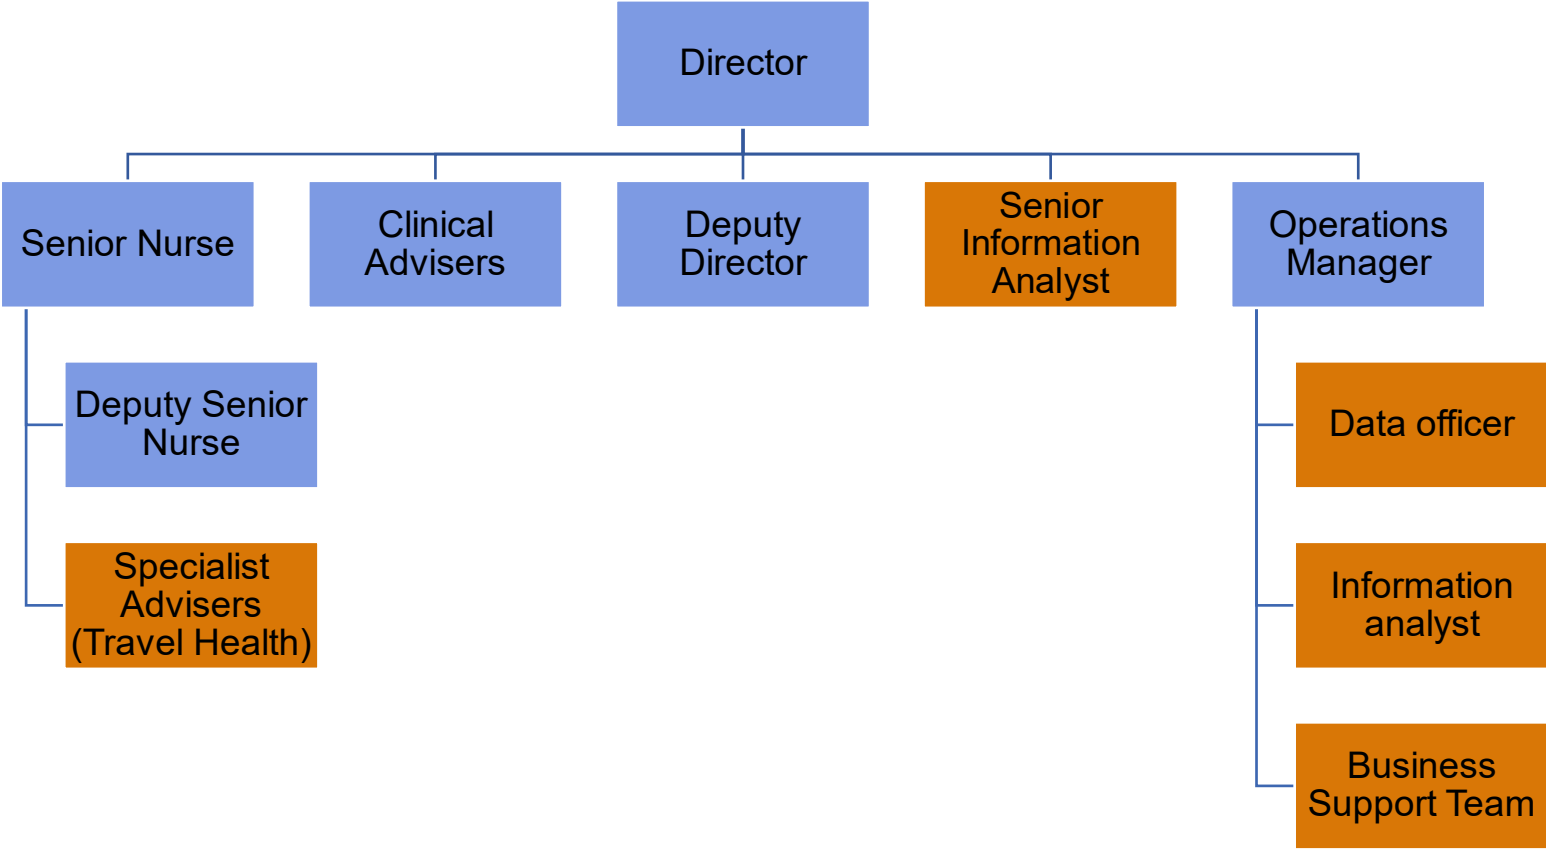 Director
Senior Nurse
Clinical
Advisers
Deputy
Director
Senior
Information
Analyst
Operations
Manager
Deputy Senior
Nurse
Data officer
Specialist
Advisers
(Travel Health)
Information
analyst
Business
Support Team